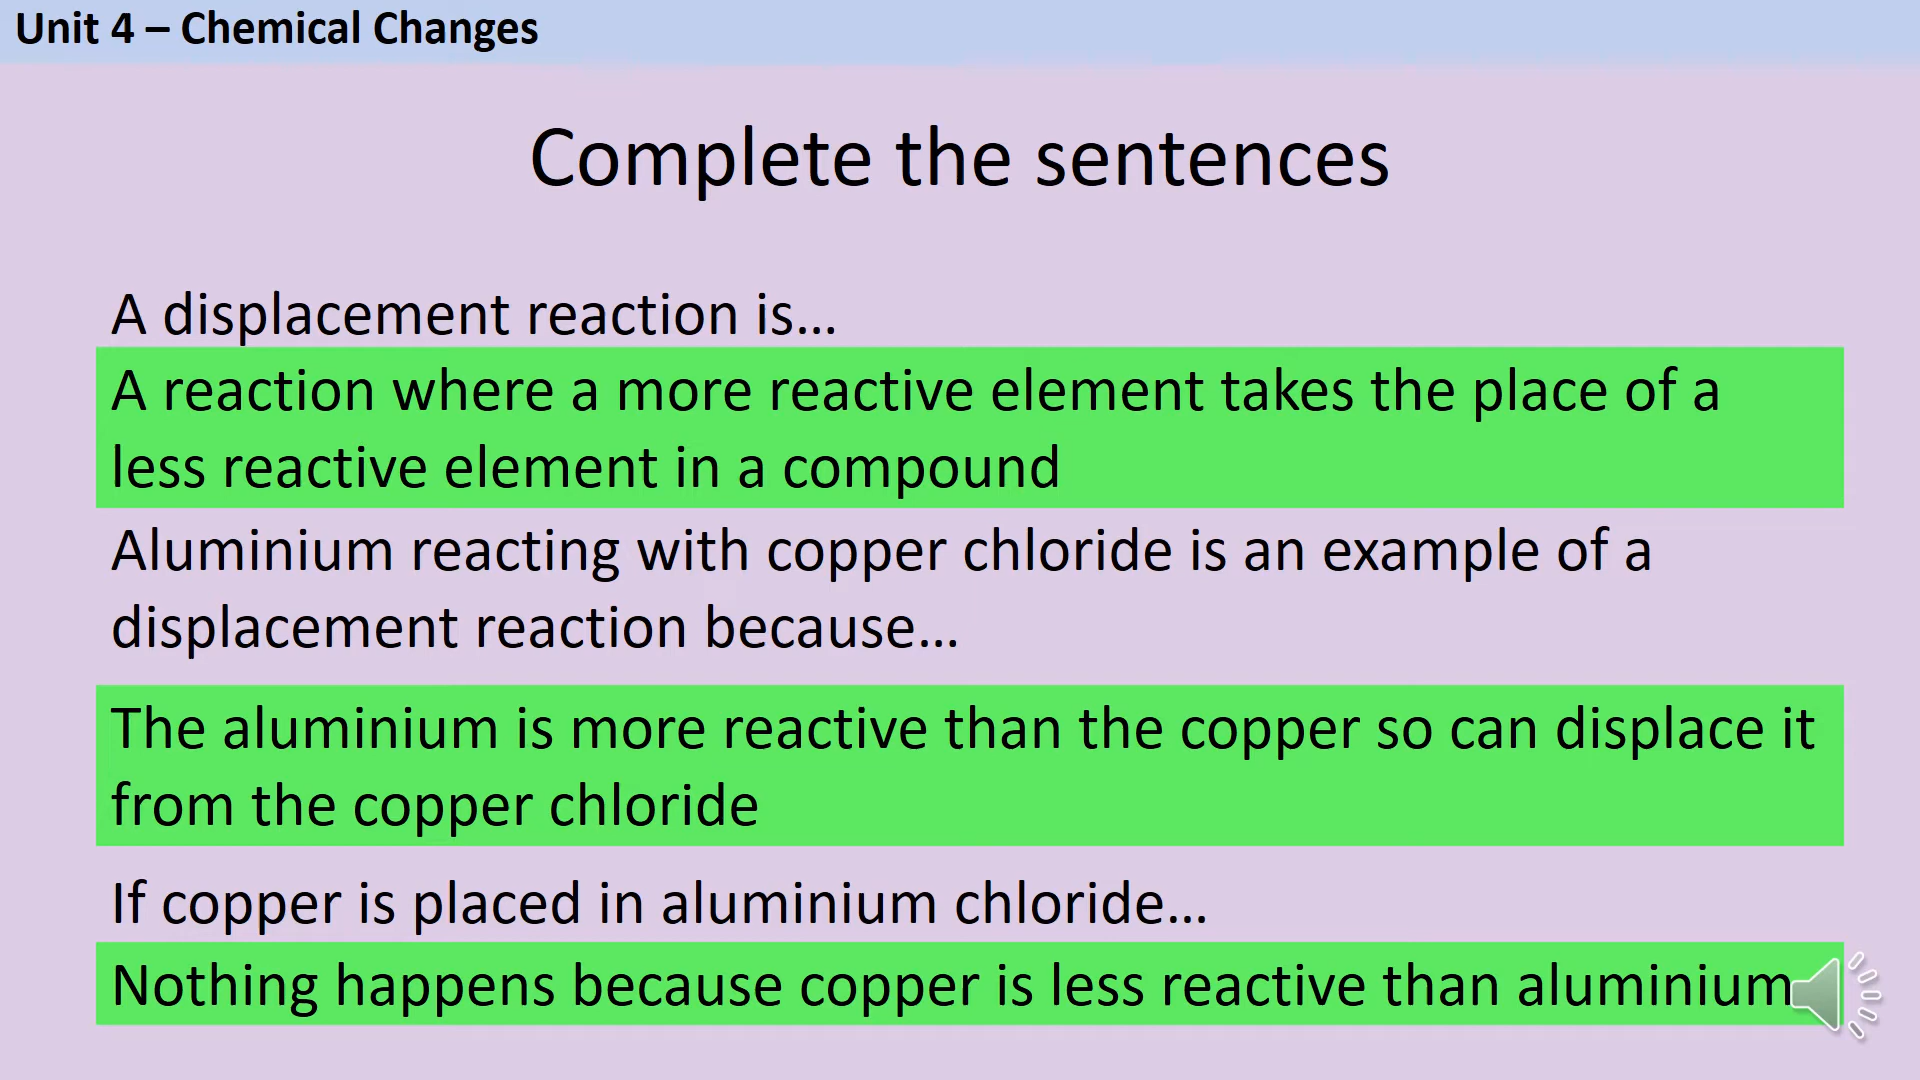 Unit 4 – Chemical Changes
Complete the sentences
A displacement reaction is…
A reaction where a more reactive element takes the place of a
less reactive element in a compound
Aluminium reacting with copper chloride is an example of a
displacement reaction because…
The aluminium is more reactive than the copper so can displace it
from the copper chloride
If copper is placed in aluminium chloride…
Nothing happens because copper is less reactive than aluminium